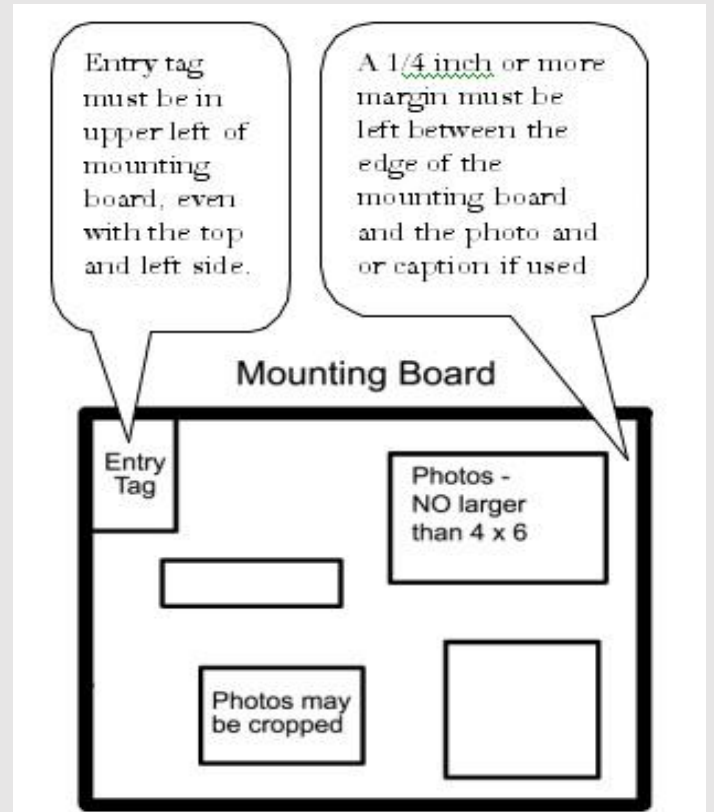 Entry tag
must be in
upper left of
mounting
board, even
with the top
and left side.
A 1/4 inch or more
margin must be
left between the
edge of the
mounting board
and the photo and
or caption if used
Mounting Board
Entry
Tag
Photos -
NO larger
than 4 x 6
Photos may
be cropped